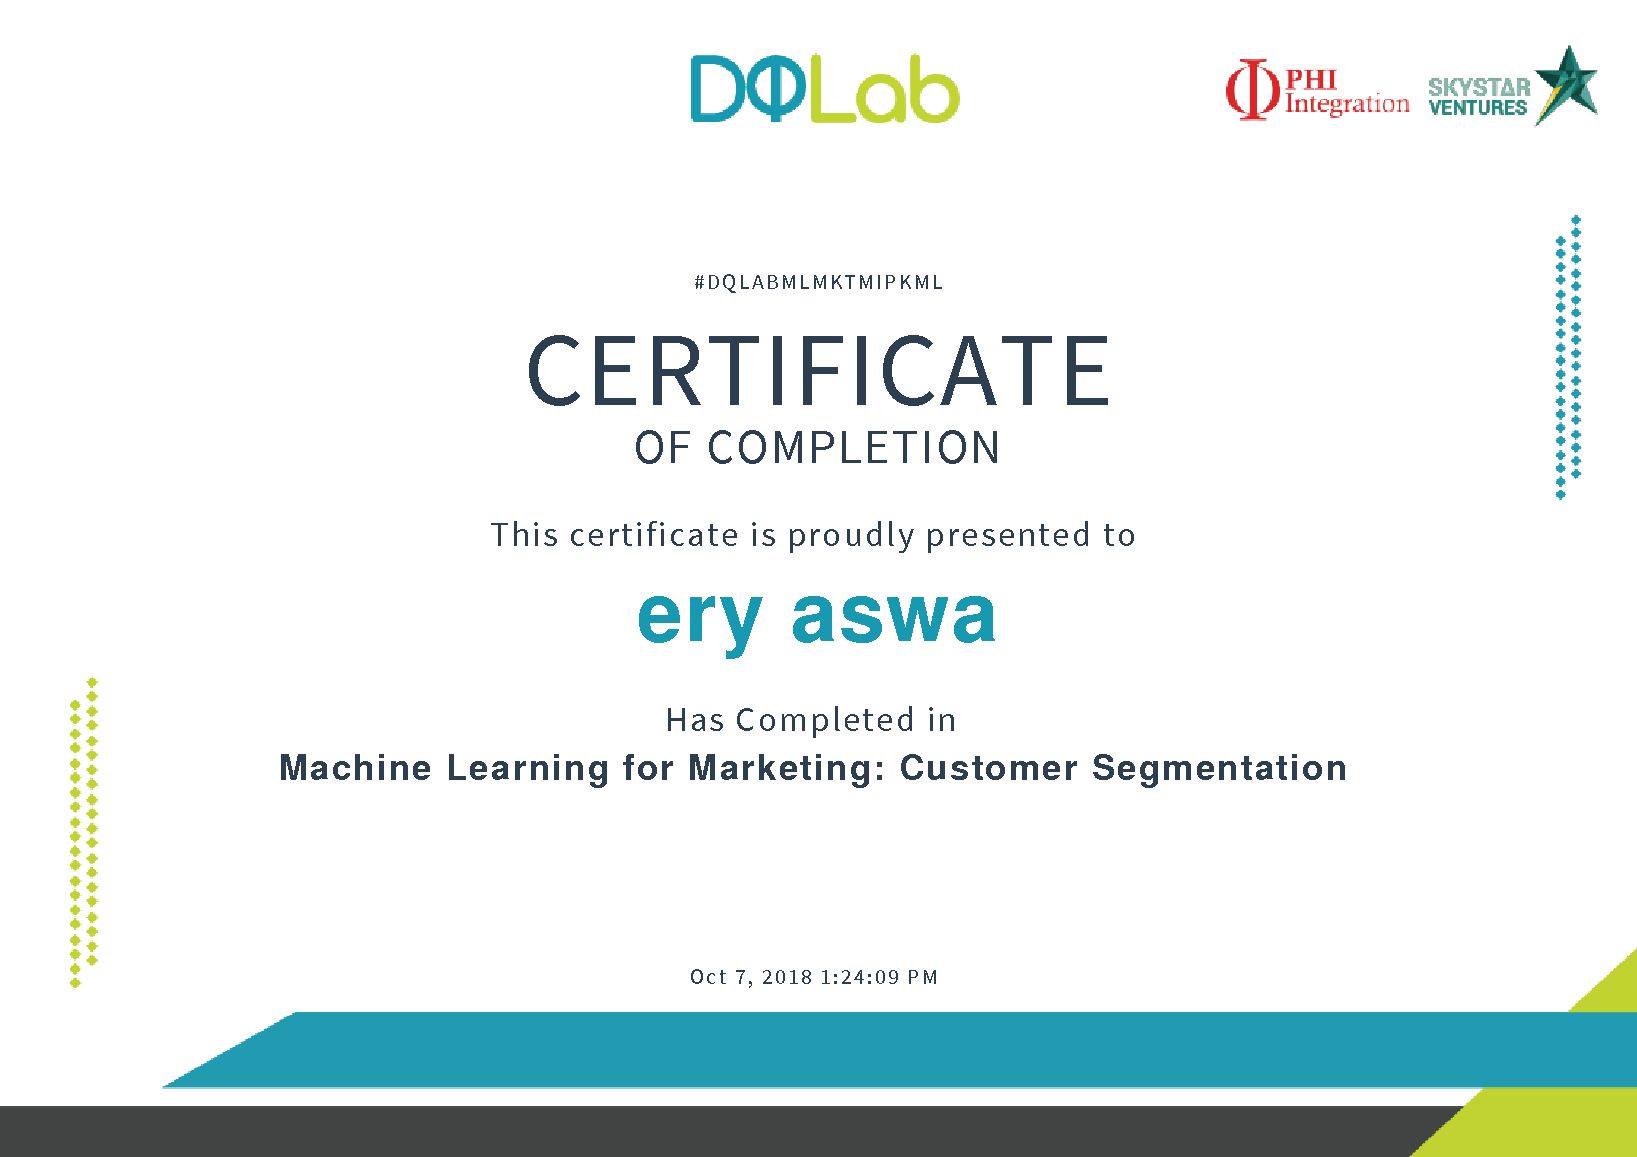 DQLab
PHI
Integration
SKYSTAR
VENTURES
#DQLABMLMKTMIPKML
CERTIFICATE
OF COMPLETION
This certificate is proudly presented to
ery aswa
Has Completed in
Machine Learning for Marketing: Customer Segmentation
Oct 7, 2018 1:24:09 PM